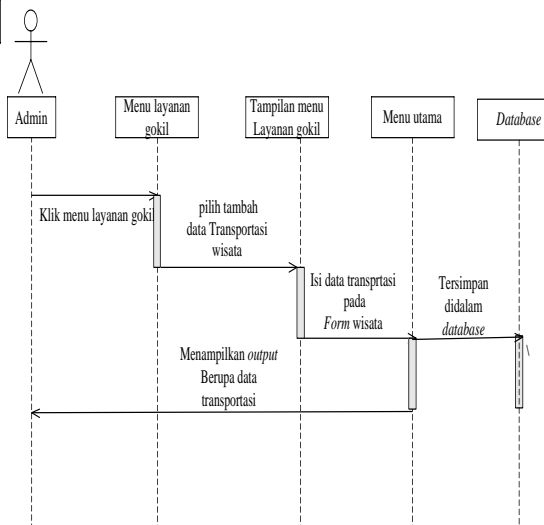 Admin
Menu layanan
gokil
Tampilan menu
Layanan gokil
Menu utama
Database
Klik menu layanan gokil
pilih tambah
data Transportasi
wisata
Isi data transprtasi
pada
Form wisata
Tersimpan
didalam
database
Menampilkan output
Berupa data
transportasi